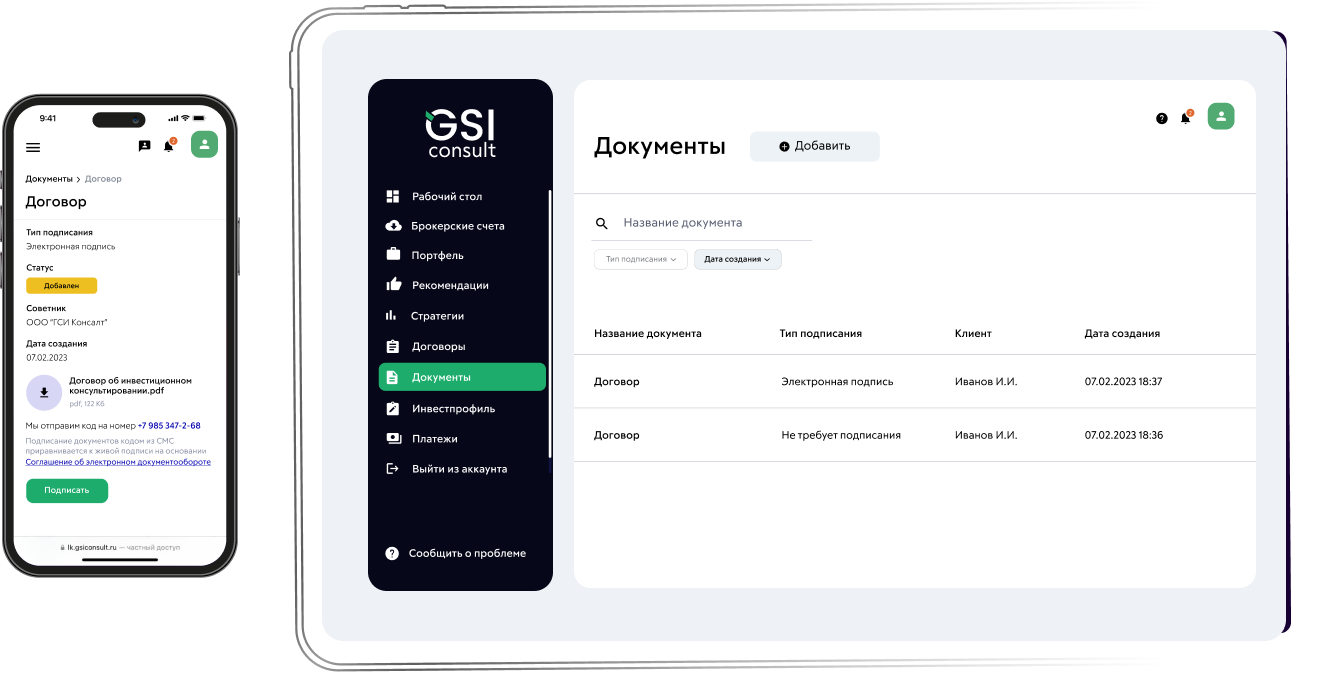 9:41
2
Документы > Договор
Договор
Тип подписания
Электронная подпись
Статус
Добавлен
Советник
ООО "ГСИ Консалт"
Дата создания
07.02.2023
Договор об инвестиционном
консультировании.pdf
pdf, 122 Кб
Мы отправим код на номер +7 985 347-2-68
Подписание документов кодом из СМС
приравнивается к живой подписи на основании
Соглашение об электронном документообороте
Подписать
lk.gsiconsult.ru — частный доступ
GSI
consult
Рабочий стол
Брокерские счета
Портфель
Рекомендации
Стратегии
Договоры
Документы
Инвестпрофиль
Платежи
Выйти из аккаунта
? Сообщить о проблеме
? 2
Документы
Добавить
Название документа
Тип подписания Дата создания
Название документа Тип подписания Клиент Дата создания
Договор Электронная подпись Иванов И.И. 07.02.2023 18:37
Договор Не требует подписания Иванов И.И. 07.02.2023 18:36